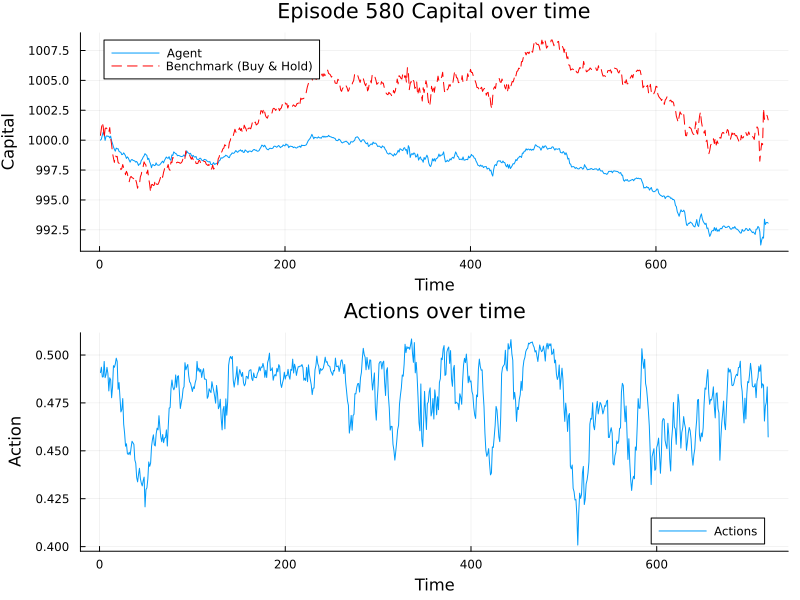 Episode 580 Capital over time
Capital
1007.5
1005.0
1002.5
1000.0
997.5
995.0
992.5
Agent
Benchmark (Buy & Hold)
0
200
400
600
Time
Actions over time
Action
0.500
0.475
0.450
0.425
0.400
Actions
0
200
400
600
Time